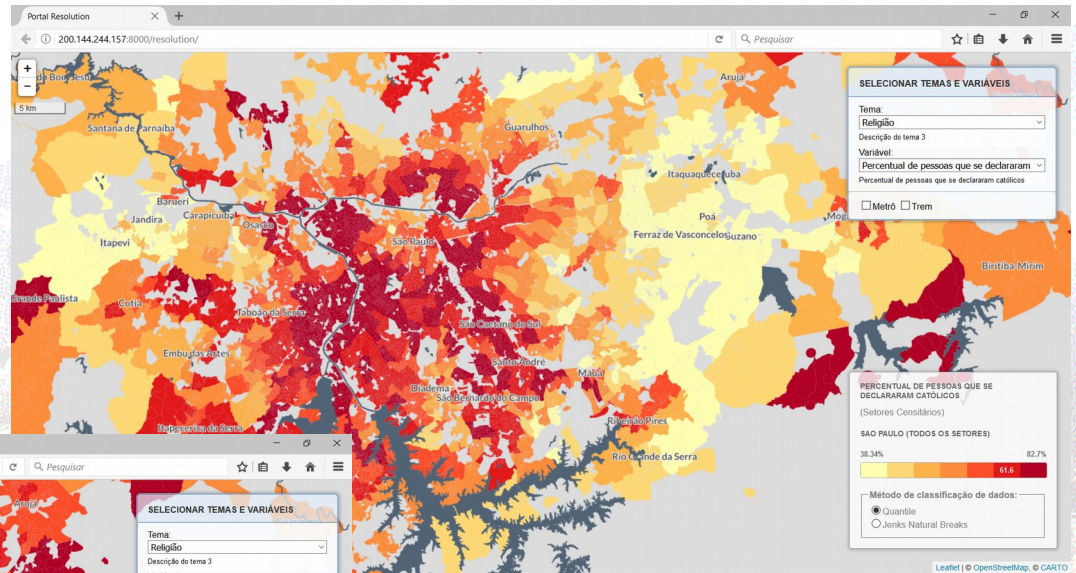 Portal Resolution
200.144.244.157:8000/resolution/
Pesquisar
+
−
5 km
Santana de Parnaíba
Barueri
Jandira
Carapicuíba
Osasco
Itapevi
Guarulhos
Arujá
Itaquaquecetuba
Poá
Ferraz de Vasconcelos
Suzano
São Paulo
Biritiba-Mirim
Grande Paulista
Cotia
Taboão da Serra
Embu das Artes
São Caetano do Sul
Santo André
Mauá
Diadema
São Bernardo do Campo
Itapecerica da Serra
Ribeirão Pires
Rio Grande da Serra
SELECIONAR TEMAS E VARIÁVEIS
Tema:
Religião
Descrição do tema 3
Variável:
Percentual de pessoas que se declararam
Percentual de pessoas que se declararam católicos
Metrô Trem
PERCENTUAL DE PESSOAS QUE SE
DECLARARAM CATÓLICOS
(Setores Censitários)
SAO PAULO (TODOS OS SETORES)
38.34% 82.7%
61.6
Método de classificação de dados:
Quantile
Jenks Natural Breaks
Leaflet | © OpenStreetMap, © CARTO
Pesquisar
Arujá
SELECIONAR TEMAS E VARIÁVEIS
Tema:
Religião
Descrição do tema 3